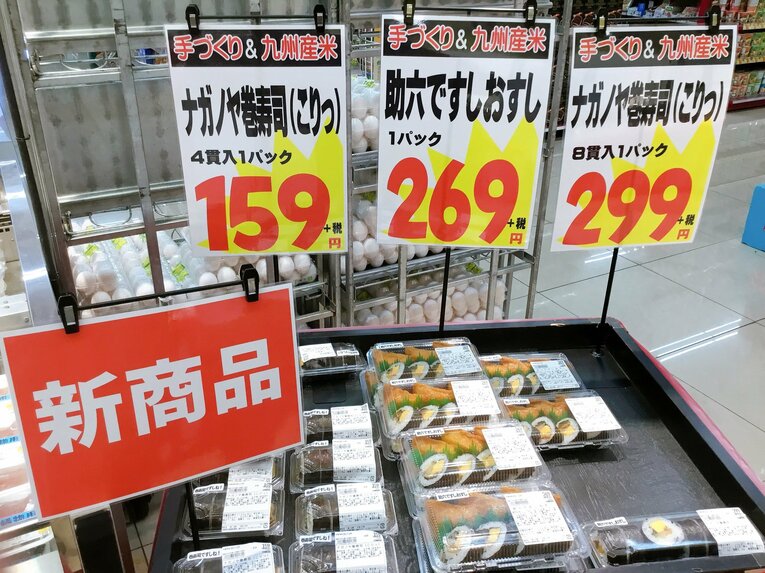 手づくり&九州産米
ナガノヤ巻寿司(こりっ)
4貫入1パック
159
+税
円
手づくり&九州産米
助六ですしおすし
1パック
269
+税
円
手づくり&九州産米
ナガノヤ巻寿司(こりっ)
8貫入1パック
299
+税
円
新商品